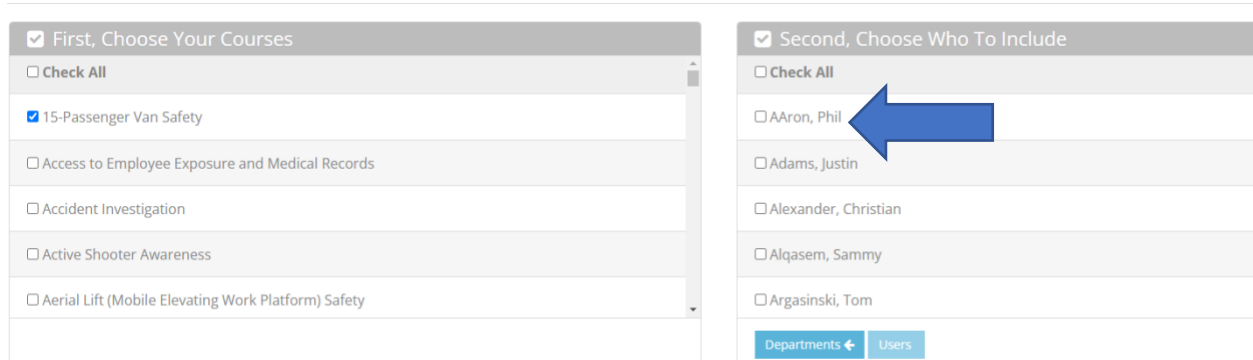 First, Choose Your Courses
Check All
15-Passenger Van Safety
Access to Employee Exposure and Medical Records
Accident Investigation
Active Shooter Awareness
Aerial Lift (Mobile Elevating Work Platform) Safety
Second, Choose Who To Include
Check All
AAron, Phil
Adams, Justin
Alexander, Christian
Alqasem, Sammy
Argasinski, Tom
Departments Users